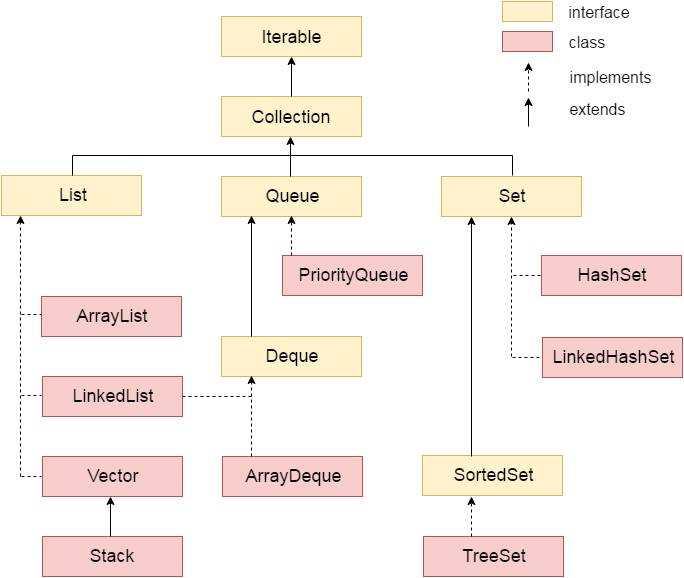 Iterable
interface
class
implements
extends
Collection
List
Queue
Set
PriorityQueue
HashSet
ArrayList
Deque
LinkedHashSet
LinkedList
Vector
ArrayDeque
SortedSet
Stack
TreeSet